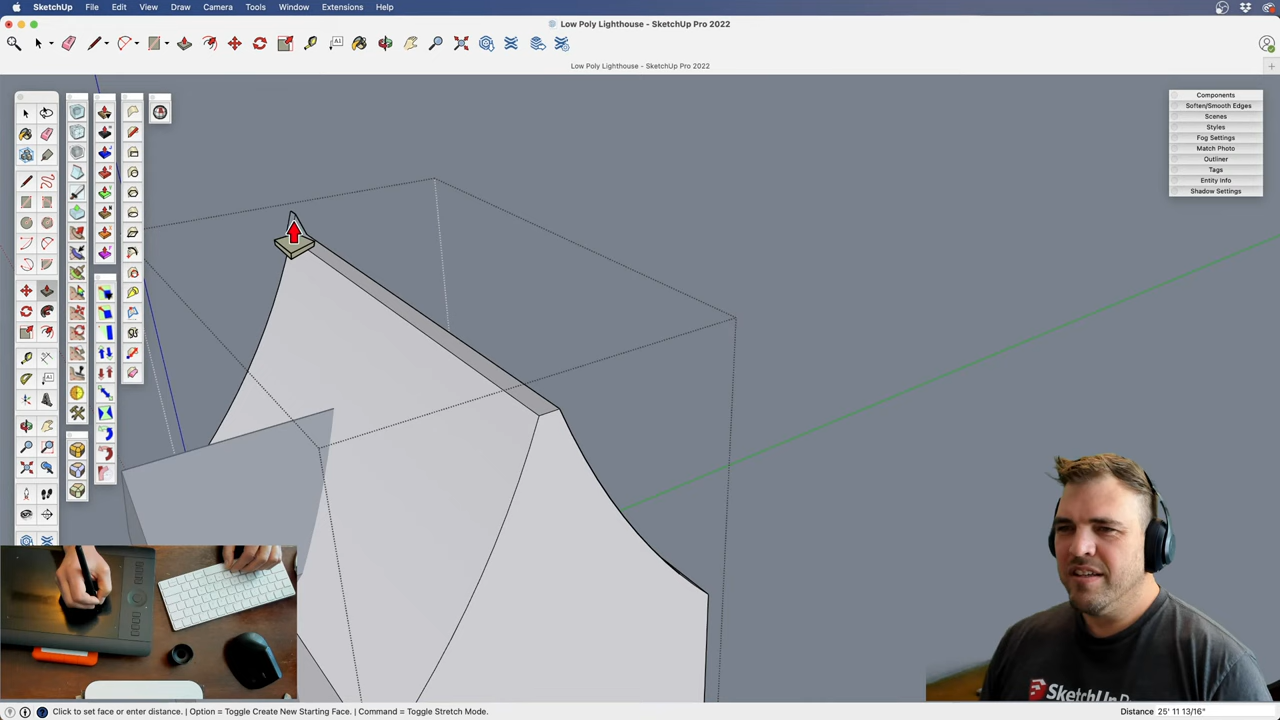 SketchUp File Edit View Draw Camera Tools Window Extensions Help
Low Poly Lighthouse - SketchUp Pro 2022
A1
Low Poly Lighthouse - SketchUp Pro 2022
Components
Soften/Smooth Edges
Scenes
Styles
Fog Settings
Match Photo
Outliner
Tags
Entity Info
Shadow Settings
SketchUp
Click to set face or enter distance. | Option = Toggle Create New Starting Face. | Command = Toggle Stretch Mode.
Distance 25' 11 13/16"